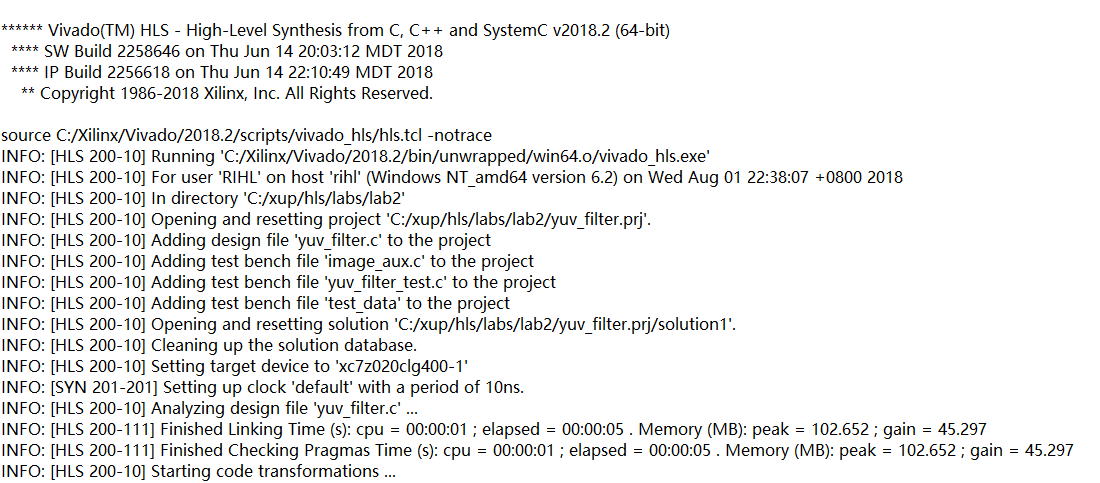 ****** Vivado(TM) HLS - High-Level Synthesis from C, C++ and SystemC v2018.2 (64-bit)
**** SW Build 2258646 on Thu Jun 14 20:03:12 MDT 2018
**** IP Build 2256618 on Thu Jun 14 22:10:49 MDT 2018
** Copyright 1986-2018 Xilinx, Inc. All Rights Reserved.
source C:/Xilinx/Vivado/2018.2/scripts/vivado_hls/hls.tcl -notrace
INFO: [HLS 200-10] Running 'C:/Xilinx/Vivado/2018.2/bin/unwrapped/win64.o/vivado_hls.exe'
INFO: [HLS 200-10] For user 'RIHL' on host 'rihl' (Windows NT_amd64 version 6.2) on Wed Aug 01 22:38:07 +0800 2018
INFO: [HLS 200-10] In directory 'C:/xup/hls/labs/lab2'
INFO: [HLS 200-10] Opening and resetting project 'C:/xup/hls/labs/lab2/yuv_filter.prj'.
INFO: [HLS 200-10] Adding design file 'yuv_filter.c' to the project
INFO: [HLS 200-10] Adding test bench file 'image_aux.c' to the project
INFO: [HLS 200-10] Adding test bench file 'yuv_filter_test.c' to the project
INFO: [HLS 200-10] Adding test bench file 'test_data' to the project
INFO: [HLS 200-10] Opening and resetting solution 'C:/xup/hls/labs/lab2/yuv_filter.prj/solution1'.
INFO: [HLS 200-10] Cleaning up the solution database.
INFO: [HLS 200-10] Setting target device to 'xc7z020clg400-1'
INFO: [SYN 201-201] Setting up clock 'default' with a period of 10ns.
INFO: [HLS 200-10] Analyzing design file 'yuv_filter.c' ...
INFO: [HLS 200-111] Finished Linking Time (s): cpu = 00:00:01 ; elapsed = 00:00:05 . Memory (MB): peak = 102.652 ; gain = 45.297
INFO: [HLS 200-111] Finished Checking Pragmas Time (s): cpu = 00:00:01 ; elapsed = 00:00:05 . Memory (MB): peak = 102.652 ; gain = 45.297
INFO: [HLS 200-10] Starting code transformations ...